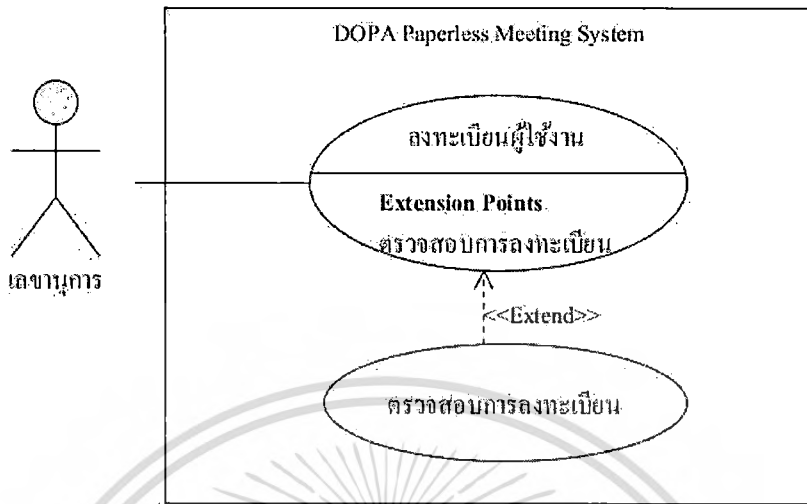 DOPA Paperless Meeting System
ลงทะเบียนผู้ใช้งาน
Extension Points
ตรวจสอบการลงทะเบียน
เลขานุการ
<<Extend>>
ตรวจสอบการลงทะเบียน